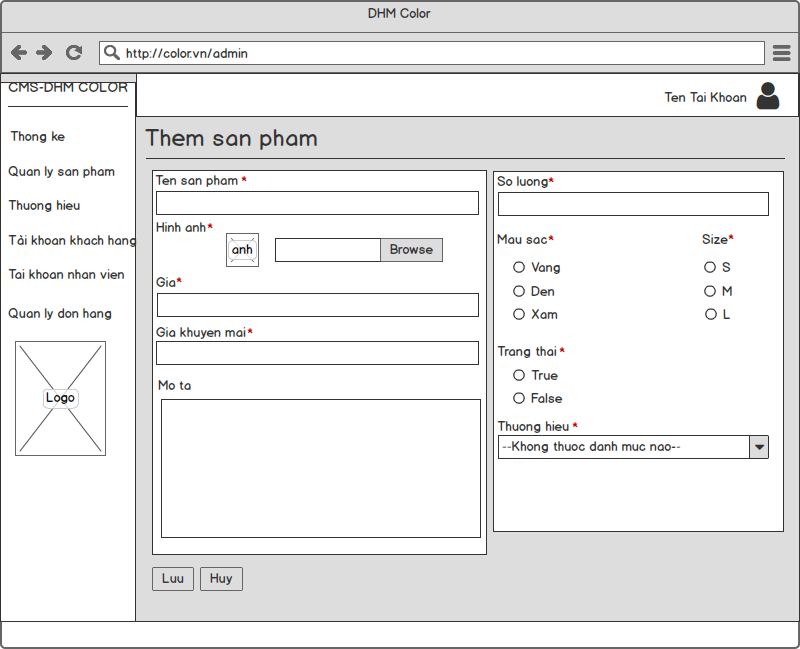 DHM Color
http://color.vn/admin
CMS-DHM COLOR
Thong ke
Quan ly san pham
Thuong hieu
Tài khoan khach hang
Tai khoan nhan vien
Quan ly don hang
Logo
Ten Tai Khoan
Them san pham
Ten san pham *
Hinh anh*
anh
Browse
Gia*
Gia khuyen mai*
Mo ta
So luong*
Mau sac*
Vang
Den
Xam
Size*
S
M
L
Trang thai *
True
False
Thuong hieu *
--Khong thuoc danh muc nao--
Luu
Huy